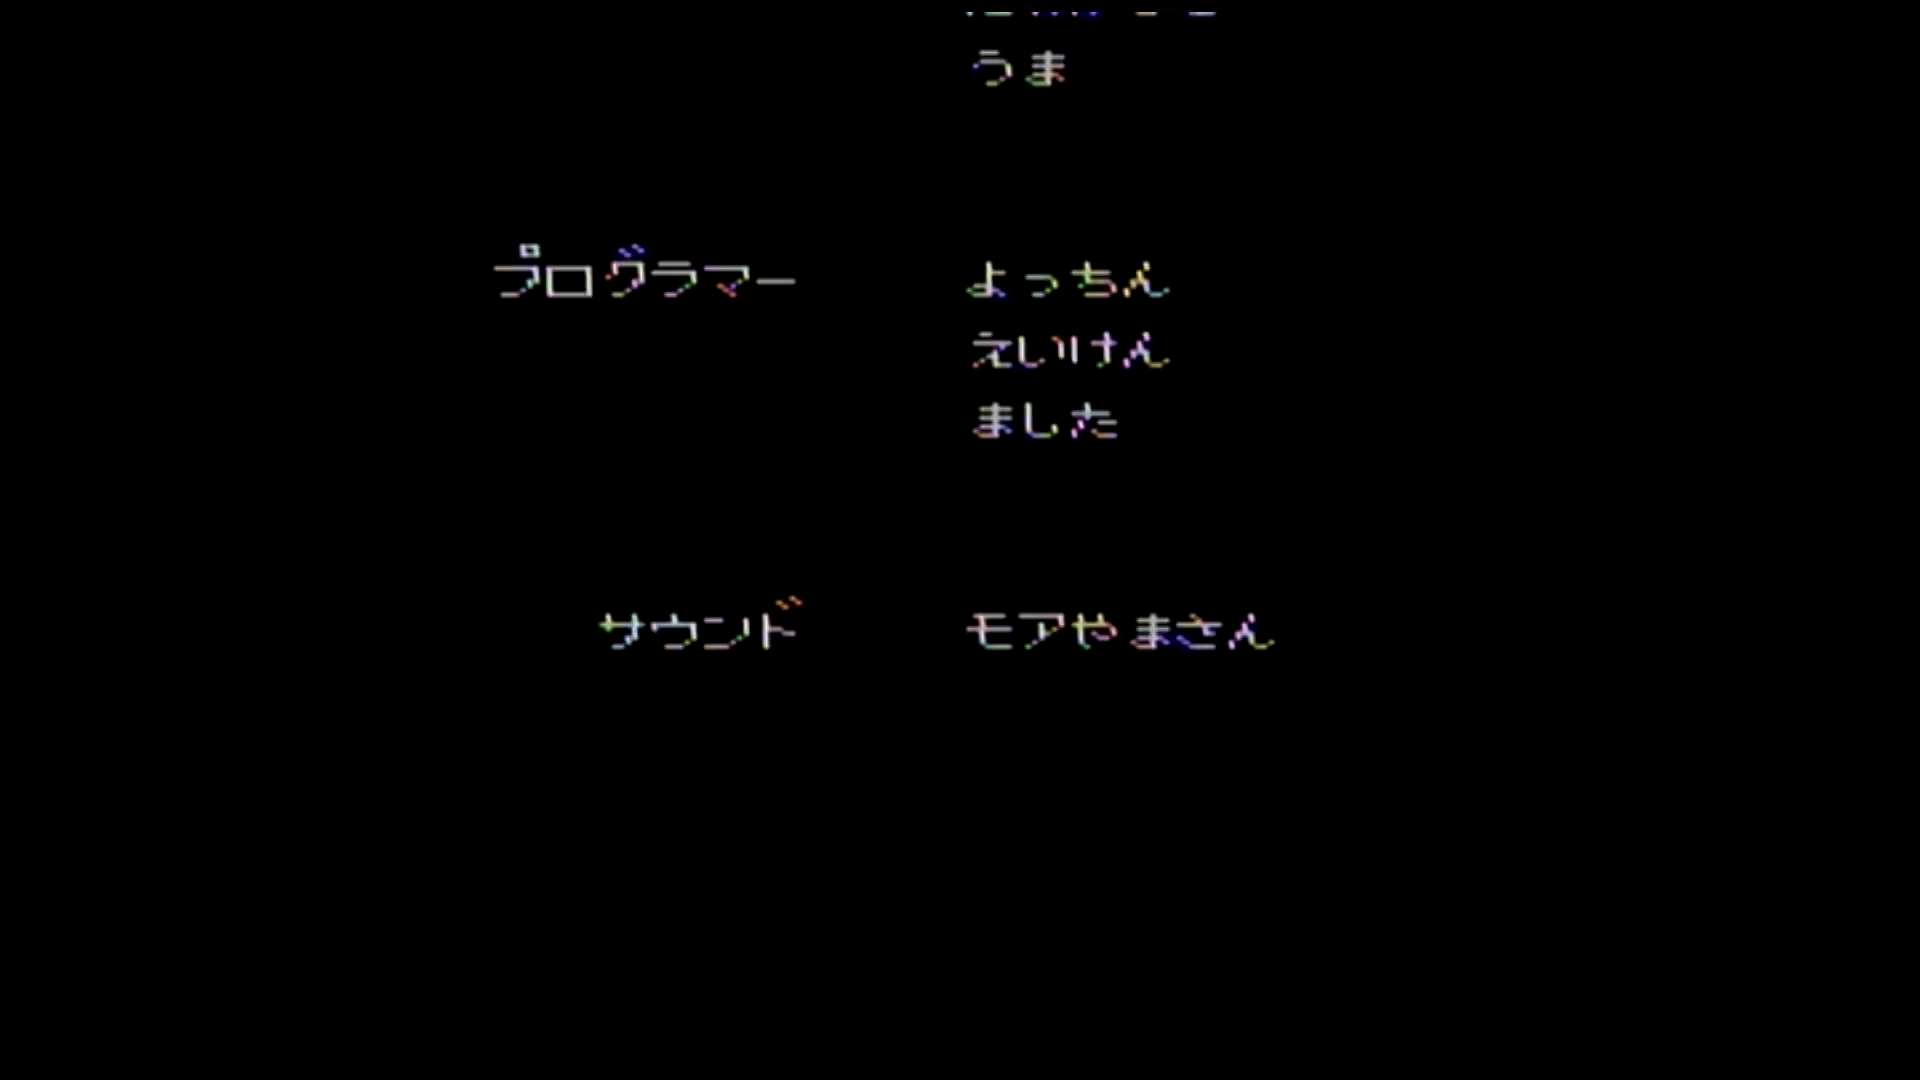 うま
プログラマー よっちん
えいけん
ました
サウンド モアやまさん